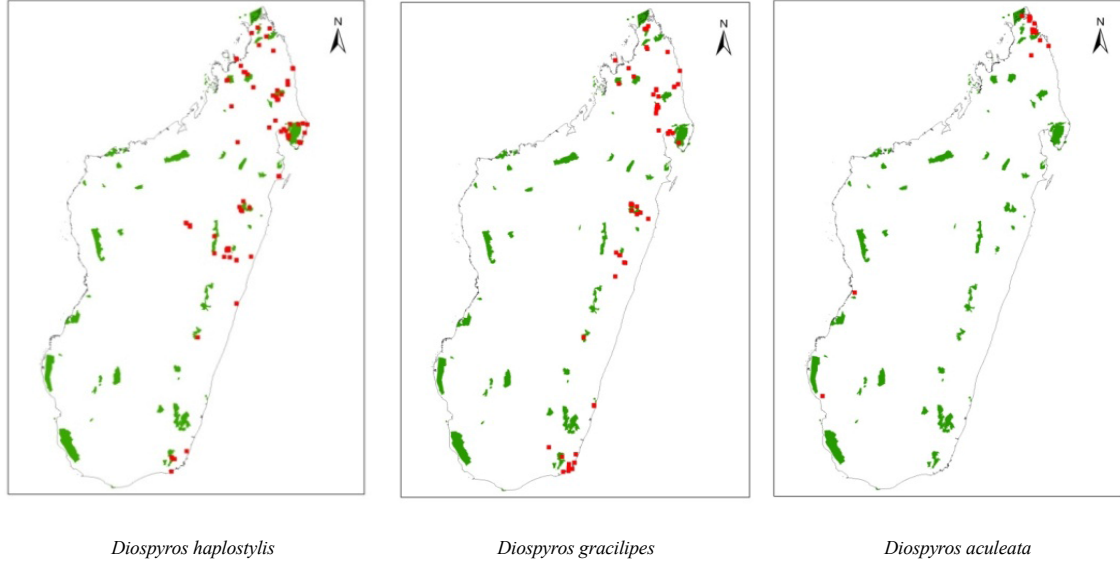 N
N
N
Diospyros haplostylis
Diospyros gracilipes
Diospyros aculeata